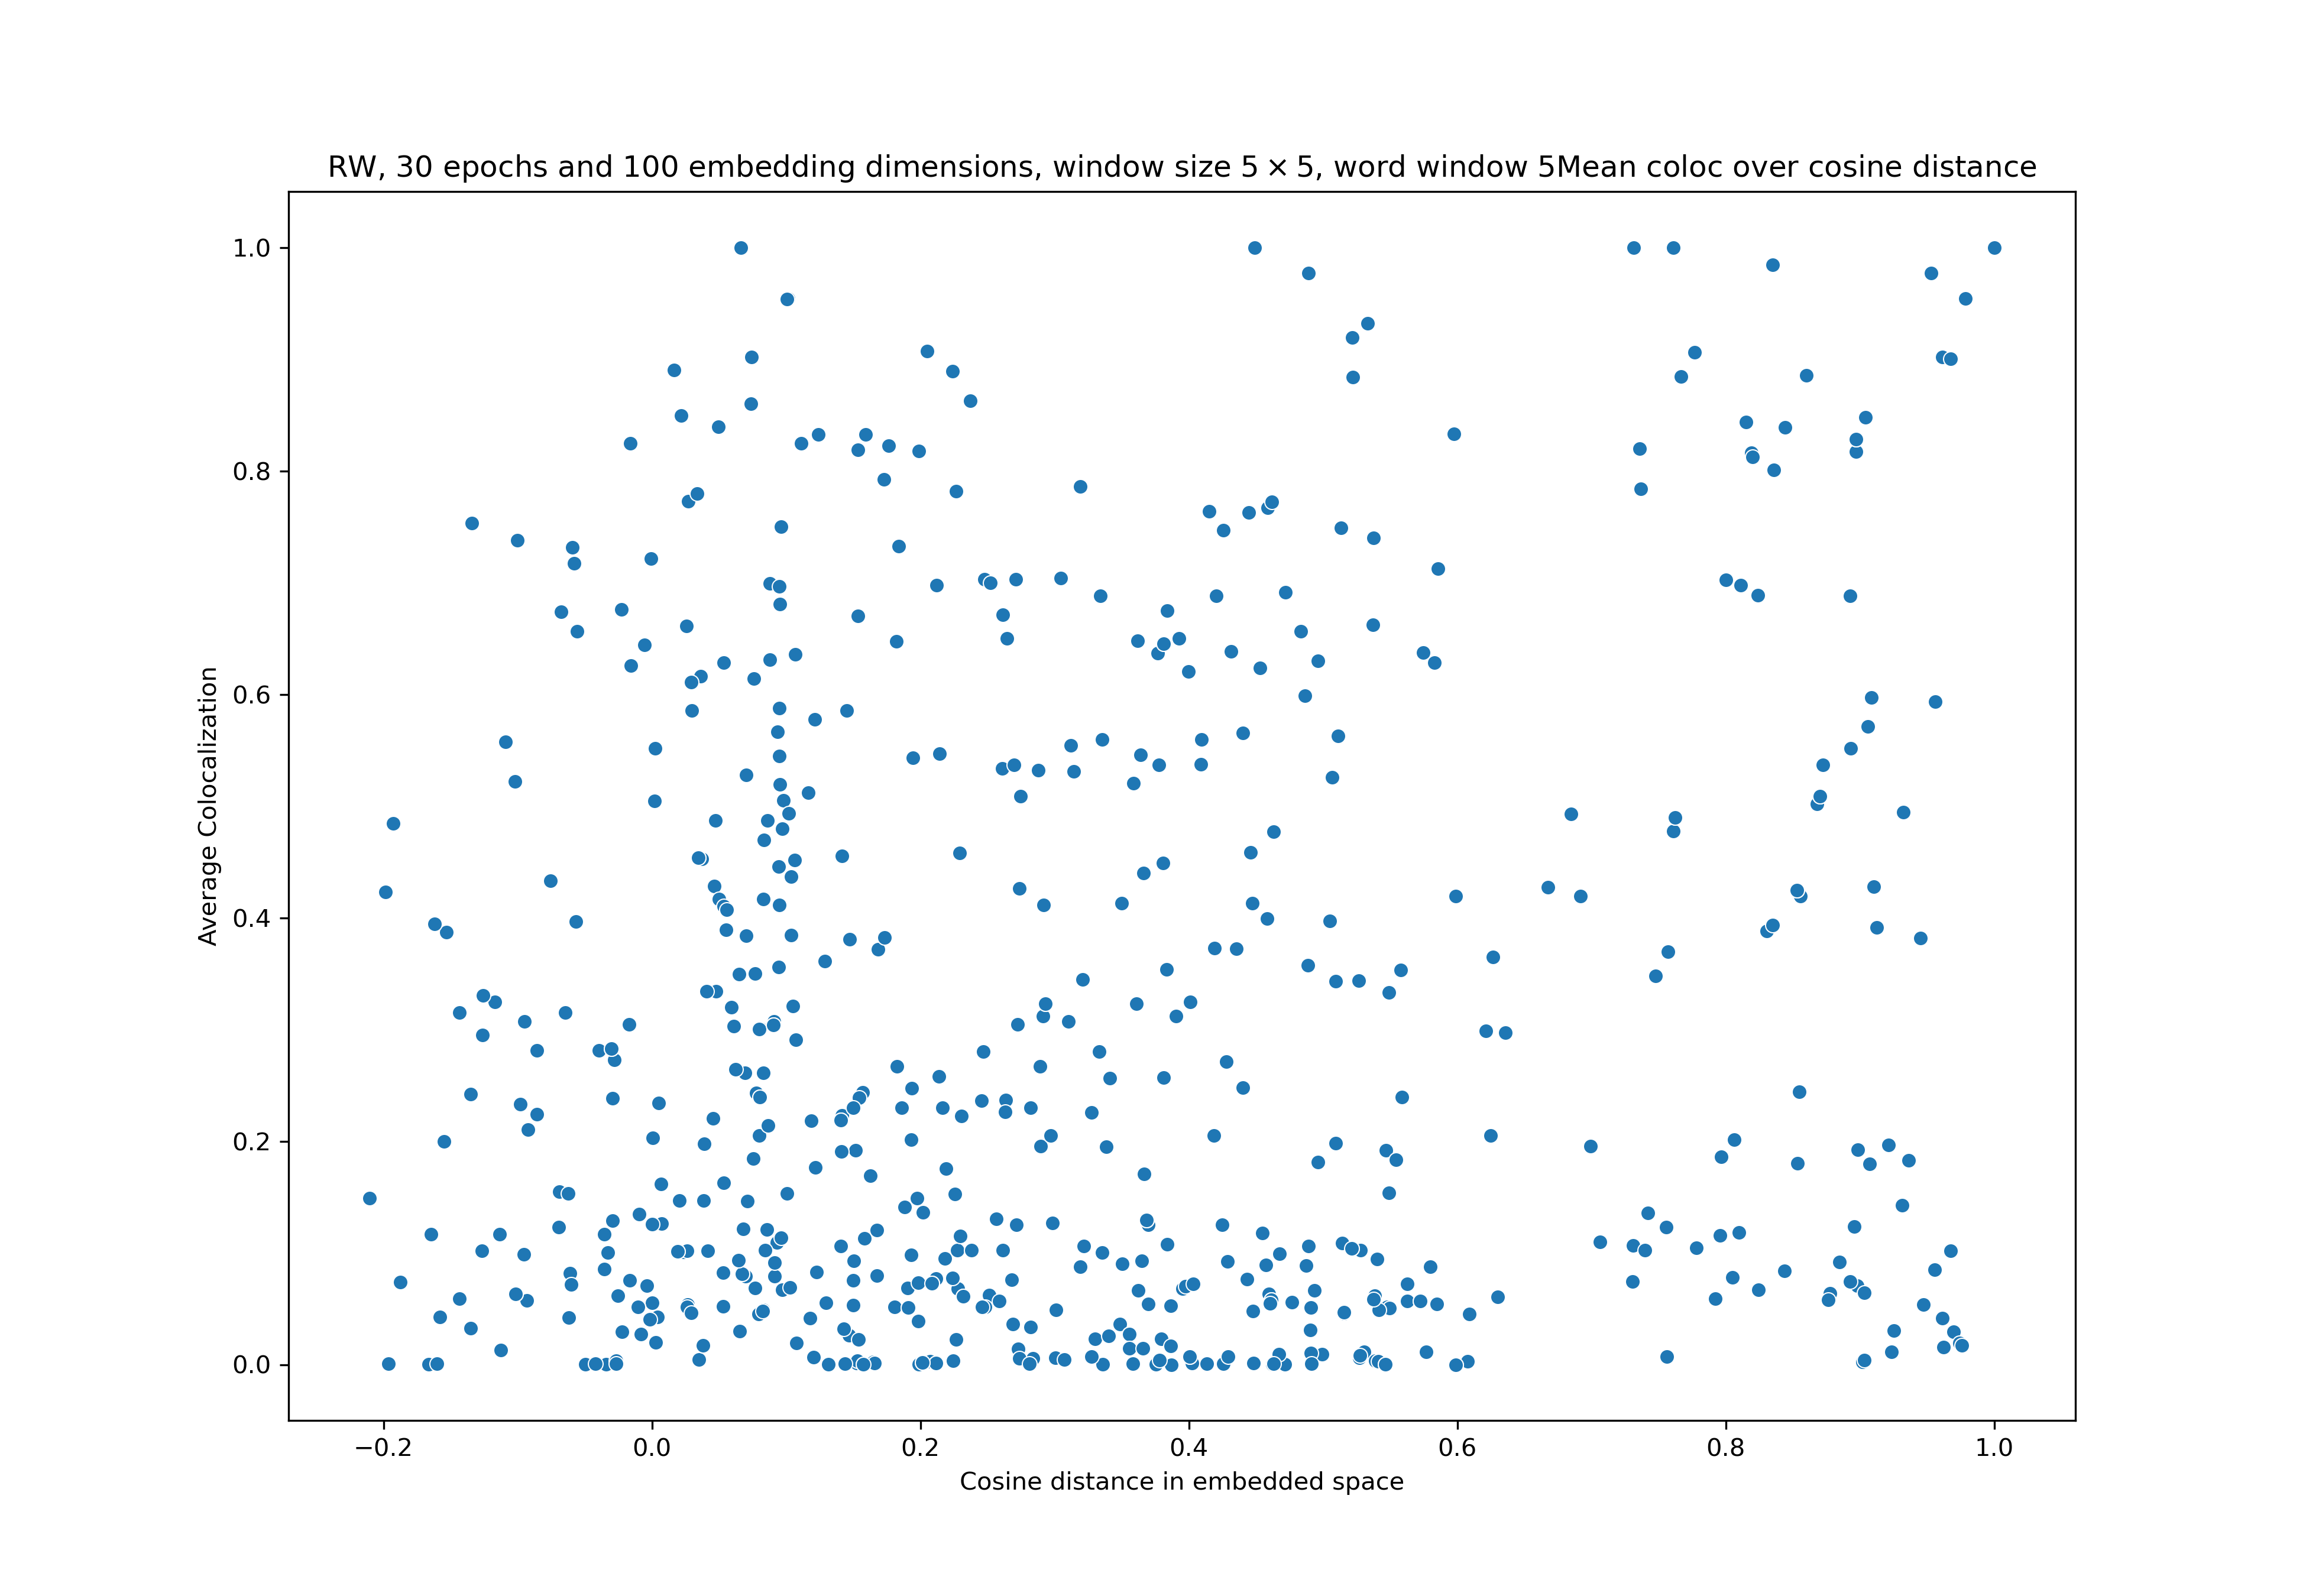 RW, 30 epochs and 100 embedding dimensions, window size 5 × 5, word window 5Mean coloc over cosine distance
1.0
0.8
0.6
0.4
0.2
0.0
Average Colocalization
−0.2 0.0 0.2 0.4 0.6 0.8 1.0
Cosine distance in embedded space